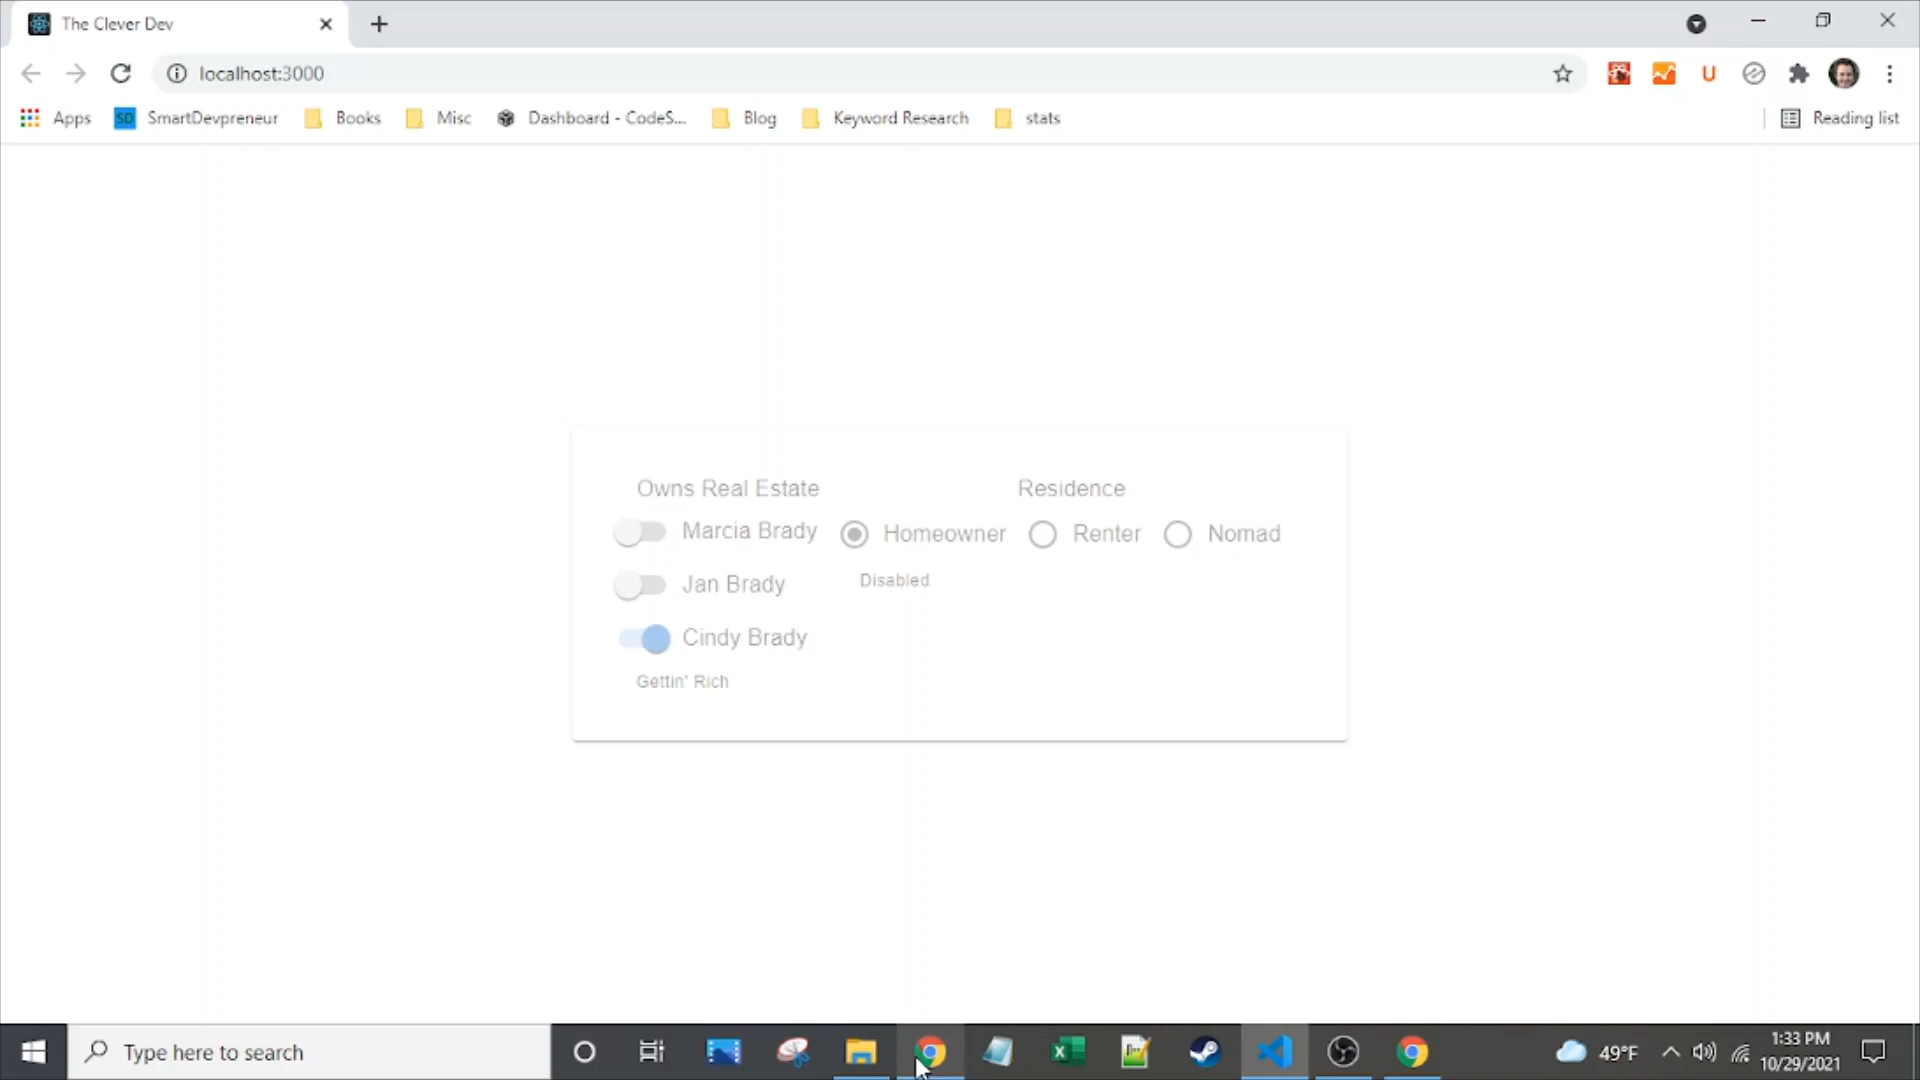 The Clever Dev
localhost:3000
U
Apps
SD SmartDevpreneur
Books
Misc
Dashboard - CodeS...
Blog
Keyword Research
stats
Reading list
Owns Real Estate
Residence
Marcia Brady
Homeowner
Renter
Nomad
Jan Brady
Disabled
Cindy Brady
Gettin' Rich
Type here to search
49°F
1:33 PM
10/29/2021